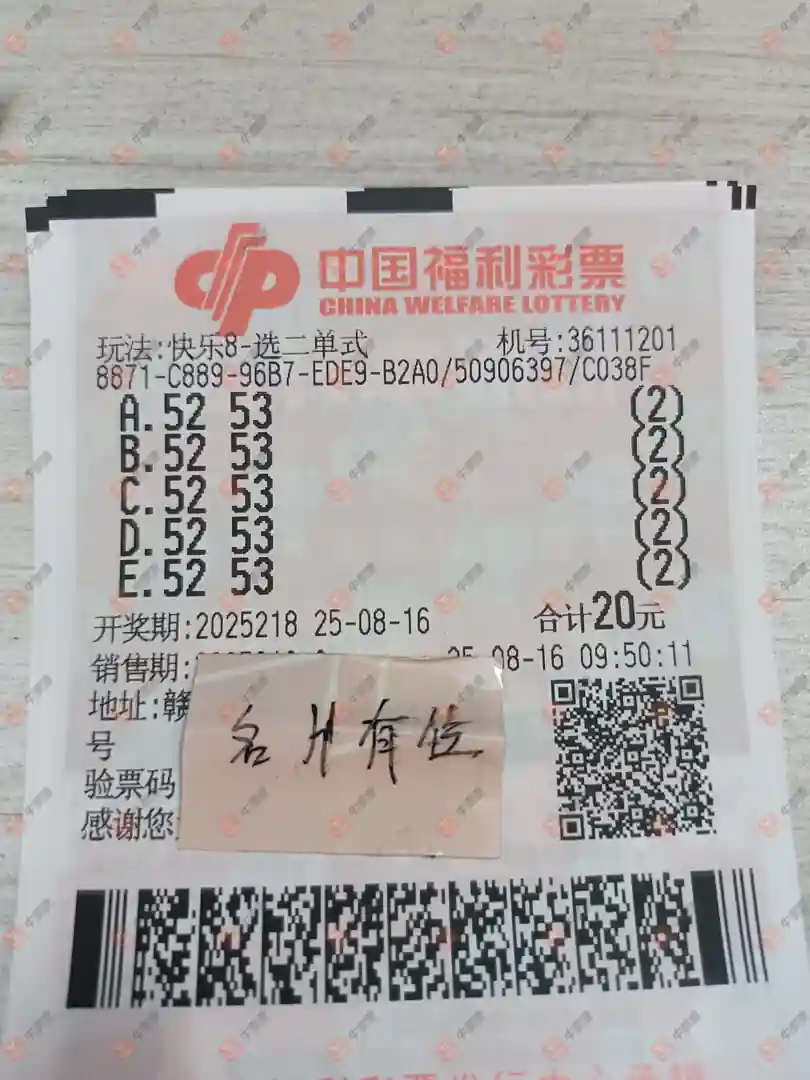 中国福利彩票
CHINA WELFARE LOTTERY
玩法:快乐8-选二单式 机号:36111201
8871-C889-96B7-EDE9-B2A0/50906397/C038F
A.52 53 (2)
B.52 53 (2)
C.52 53 (2)
D.52 53 (2)
E.52 53 (2)
开奖期:2025218 25-08-16 合计20元
销售期: 25-08-16 09:50:11
地址:赣
号
验票码
感谢您
名片有位